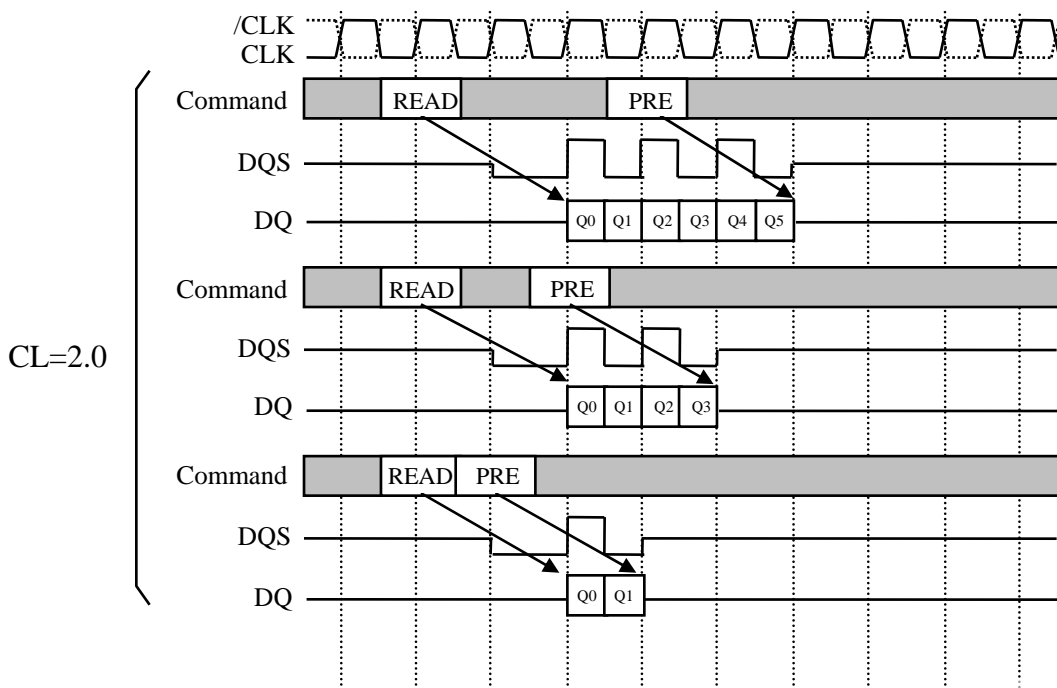 /CLK
CLK
Command READ PRE
DQS
DQ Q0 Q1 Q2 Q3 Q4 Q5
Command READ PRE
CL=2.0
DQS
DQ Q0 Q1 Q2 Q3
Command READ PRE
DQS
DQ Q0 Q1